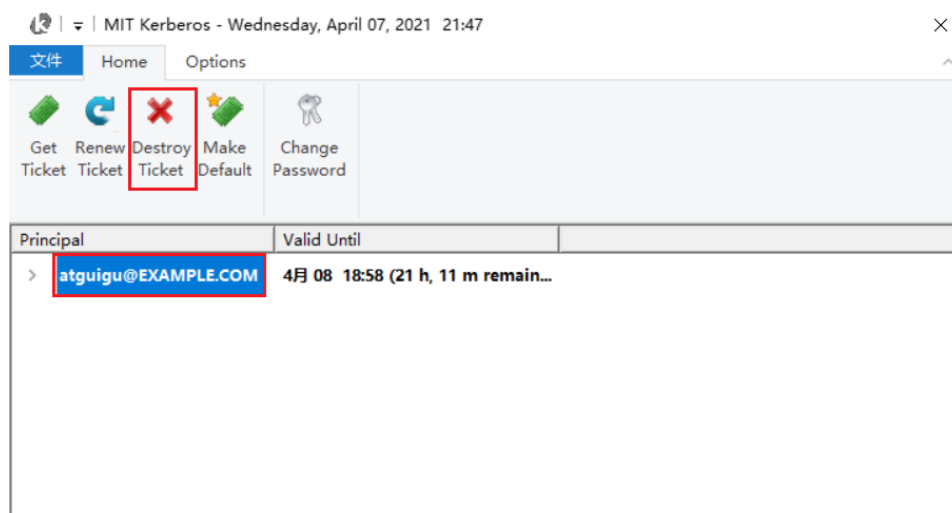 MIT Kerberos - Wednesday, April 07, 2021 21:47
文件 Home Options
Get Ticket
Renew Ticket
Destroy Ticket
Make Default
Change Password
Principal Valid Until
atguigu@EXAMPLE.COM 4月 08 18:58 (21 h, 11 m remain...